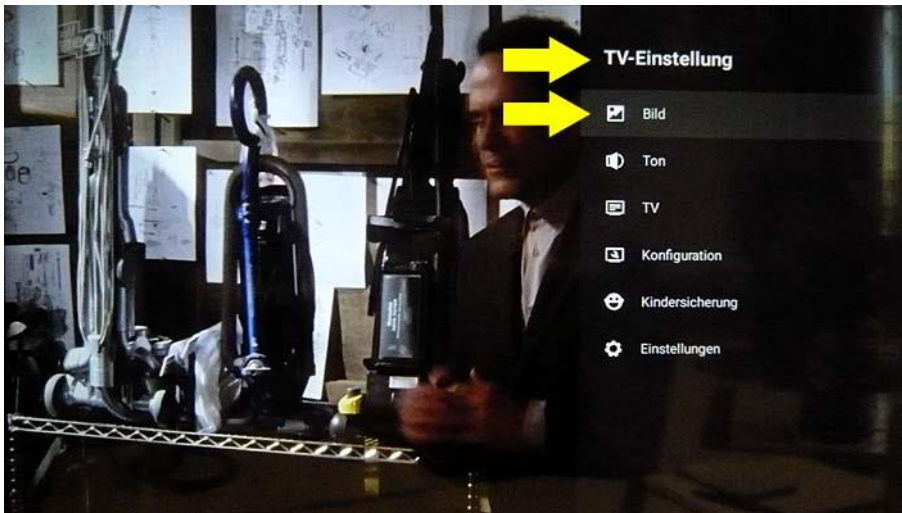 TV-Einstellung
Bild
Ton
TV
Konfiguration
Kindersicherung
Einstellungen